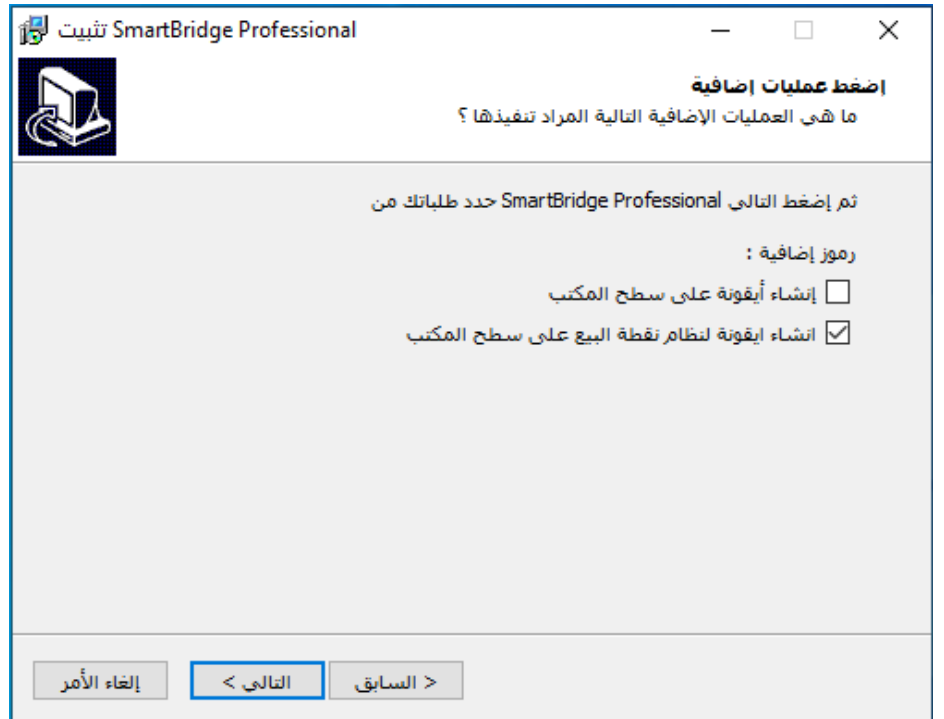 تثبيت SmartBridge Professional
إضغط عمليات إضافية
ما هي العمليات الإضافية التالية المراد تنفيذها ؟
ثم إضغط التالي SmartBridge Professional حدد طلباتك من
رموز إضافية :
إنشاء أيقونة على سطح المكتب
انشاء ايقونة لنظام نقطة البيع على سطح المكتب
< السابق
التالي >
إلغاء الأمر